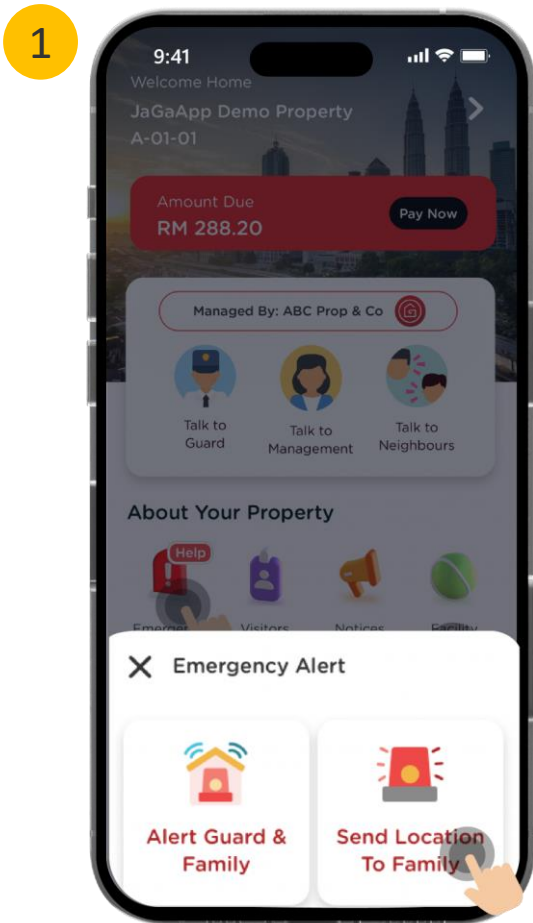 1
9:41
Welcome Home
JaGaApp Demo Property
A-01-01
Amount Due
RM 288.20
Pay Now
Managed By: ABC Prop & Co
Talk to
Guard
Talk to
Management
Talk to
Neighbours
About Your Property
Help
Visitors
Notices
Facility
Emergency Alert
Alert Guard &
Family
Send Location
To Family